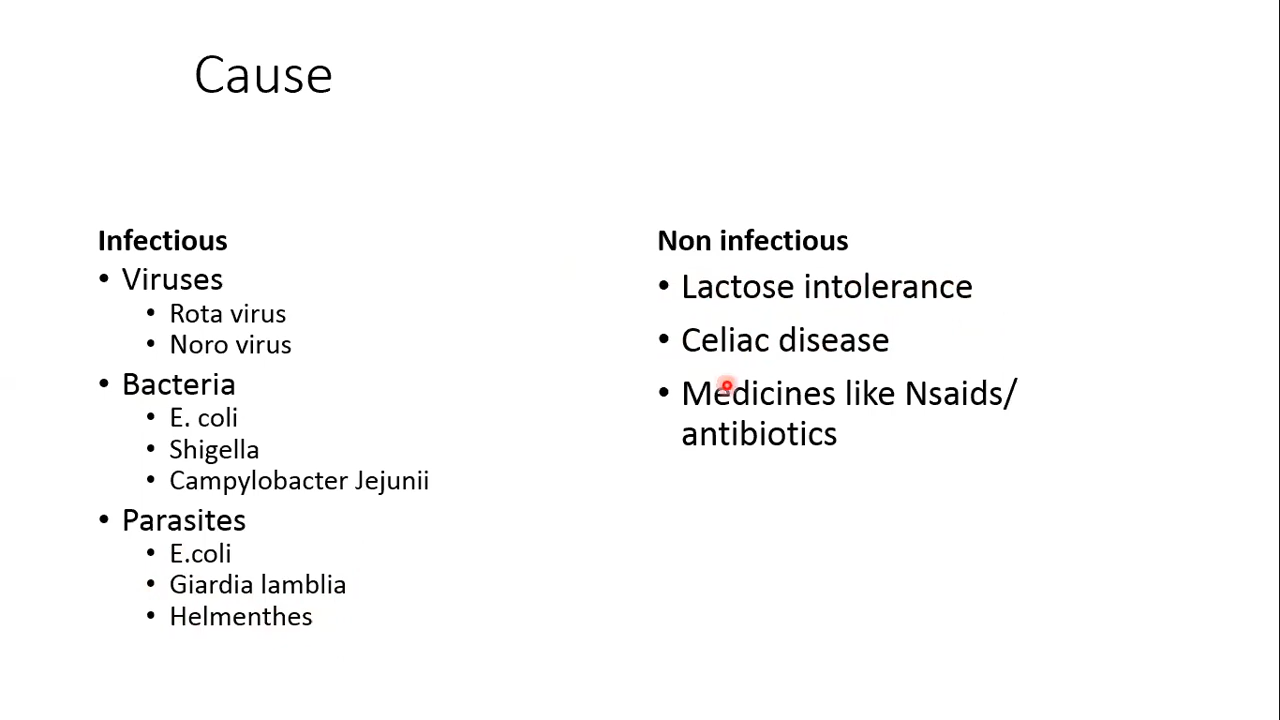 Cause
Infectious
• Viruses
• Rota virus
• Noro virus
• Bacteria
• E. coli
• Shigella
• Campylobacter Jejunii
• Parasites
• E.coli
• Giardia lamblia
• Helmenthes
Non infectious
• Lactose intolerance
• Celiac disease
• Medicines like Nsaids/
antibiotics